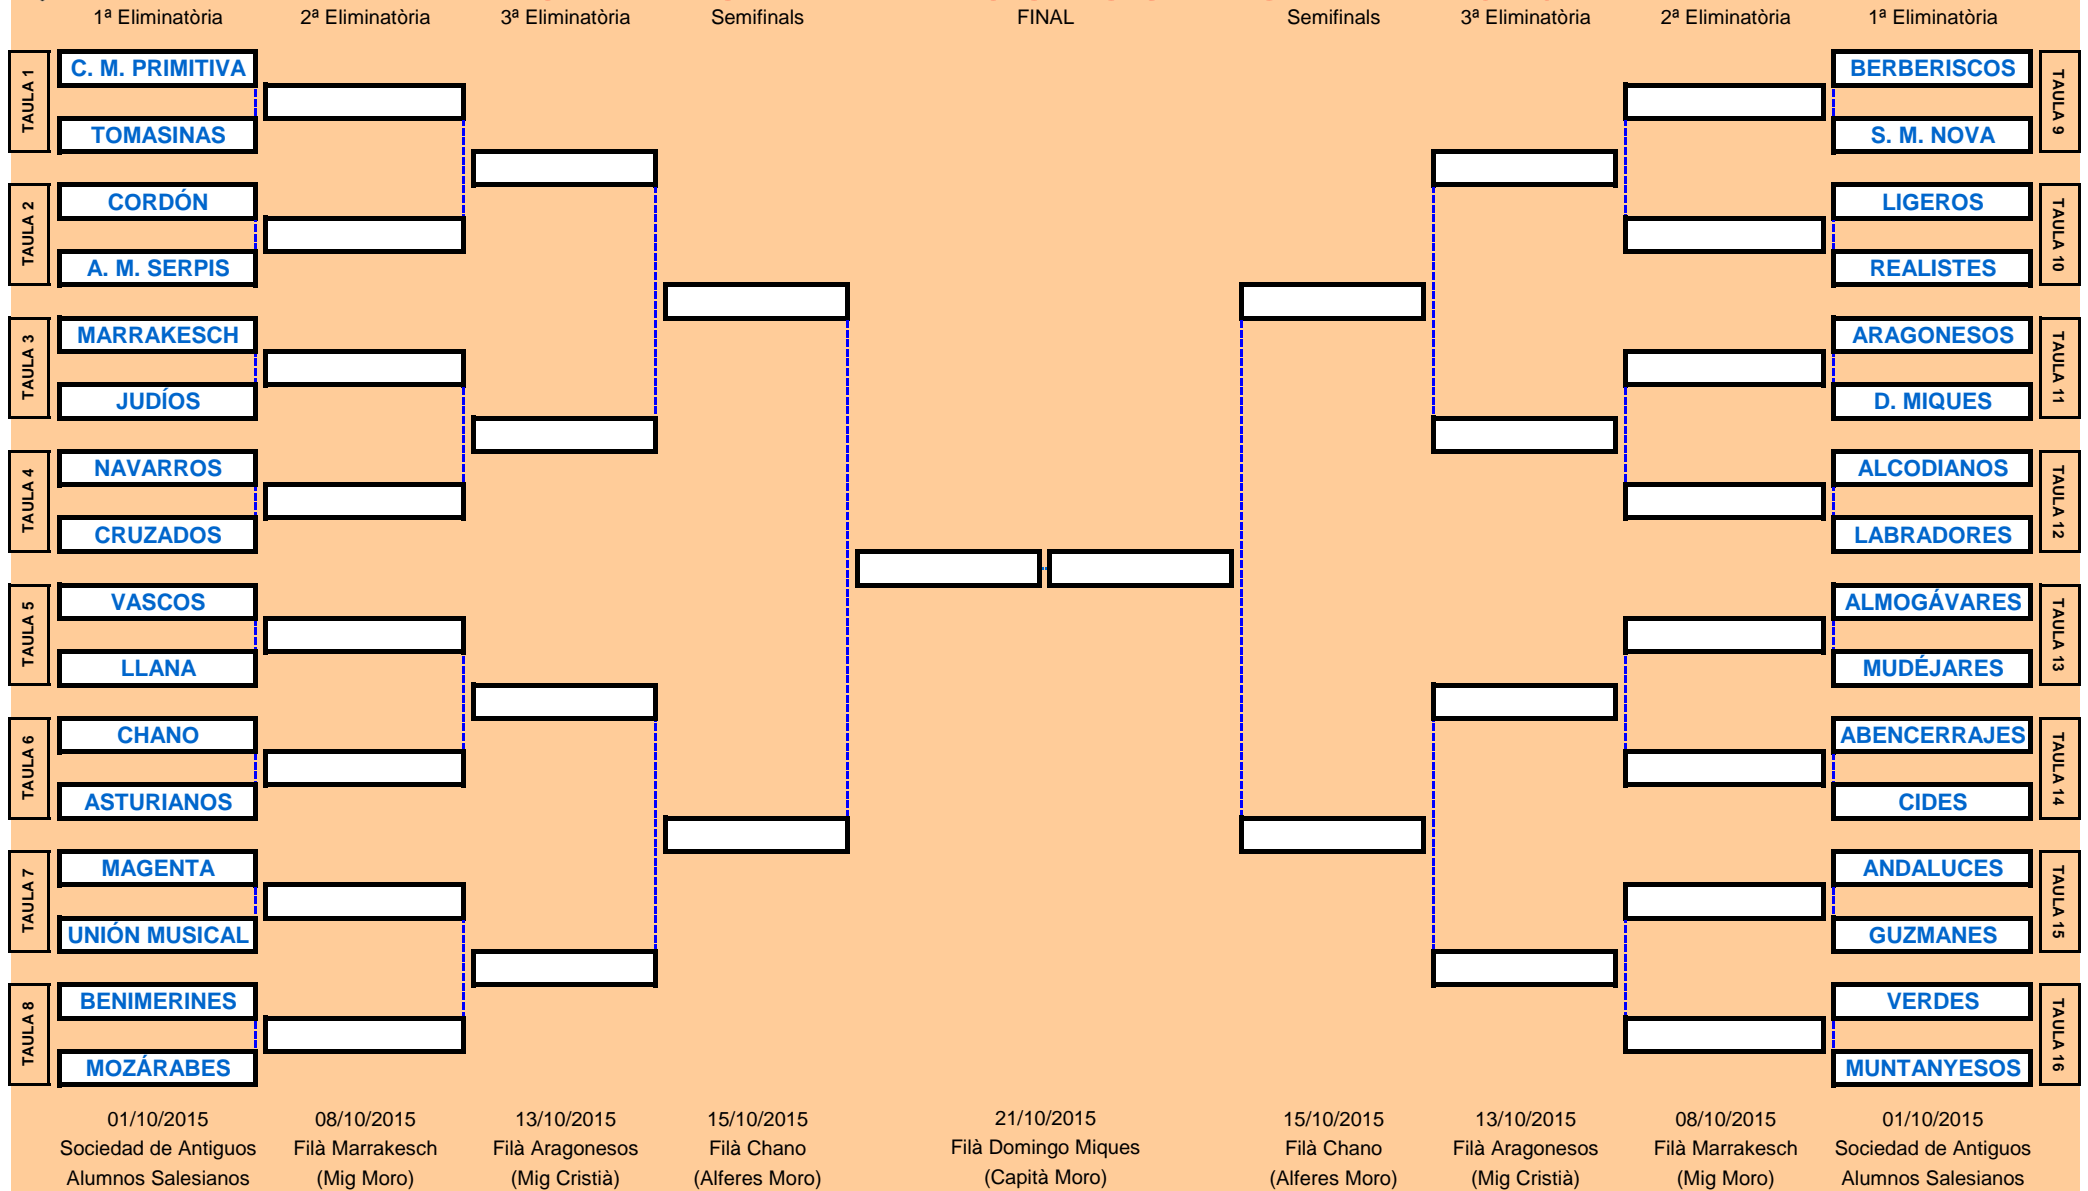 1ª Eliminatòria 2ª Eliminatòria 3ª Eliminatòria Semifinals FINAL Semifinals 3ª Eliminatòria 2ª Eliminatòria 1ª Eliminatòria
TAULA 1
C. M. PRIMITIVA
TOMASINAS
TAULA 2
CORDÓN
A. M. SERPIS
TAULA 3
MARRAKESCH
JUDÍOS
TAULA 4
NAVARROS
CRUZADOS
TAULA 5
VASCOS
LLANA
TAULA 6
CHANO
ASTURIANOS
TAULA 7
MAGENTA
UNIÓN MUSICAL
TAULA 8
BENIMERINES
MOZÁRABES
BERBERISCOS
S. M. NOVA
TAULA 9
LIGEROS
REALISTES
TAULA 10
ARAGONESOS
D. MIQUES
TAULA 11
ALCODIANOS
LABRADORES
TAULA 12
ALMOGÁVARES
MUDÉJARES
TAULA 13
ABENCERRAJES
CIDES
TAULA 14
ANDALUCES
GUZMANES
TAULA 15
VERDES
MUNTANYESOS
TAULA 16
01/10/2015 08/10/2015 13/10/2015 15/10/2015 21/10/2015 15/10/2015 13/10/2015 08/10/2015 01/10/2015
Sociedad de Antiguos Filà Marrakesch Filà Aragonesos Filà Chano Filà Domingo Miques Filà Chano Filà Aragonesos Filà Marrakesch Sociedad de Antiguos
Alumnos Salesianos (Mig Moro) (Mig Cristià) (Alferes Moro) (Capità Moro) (Alferes Moro) (Mig Cristià) (Mig Moro) Alumnos Salesianos